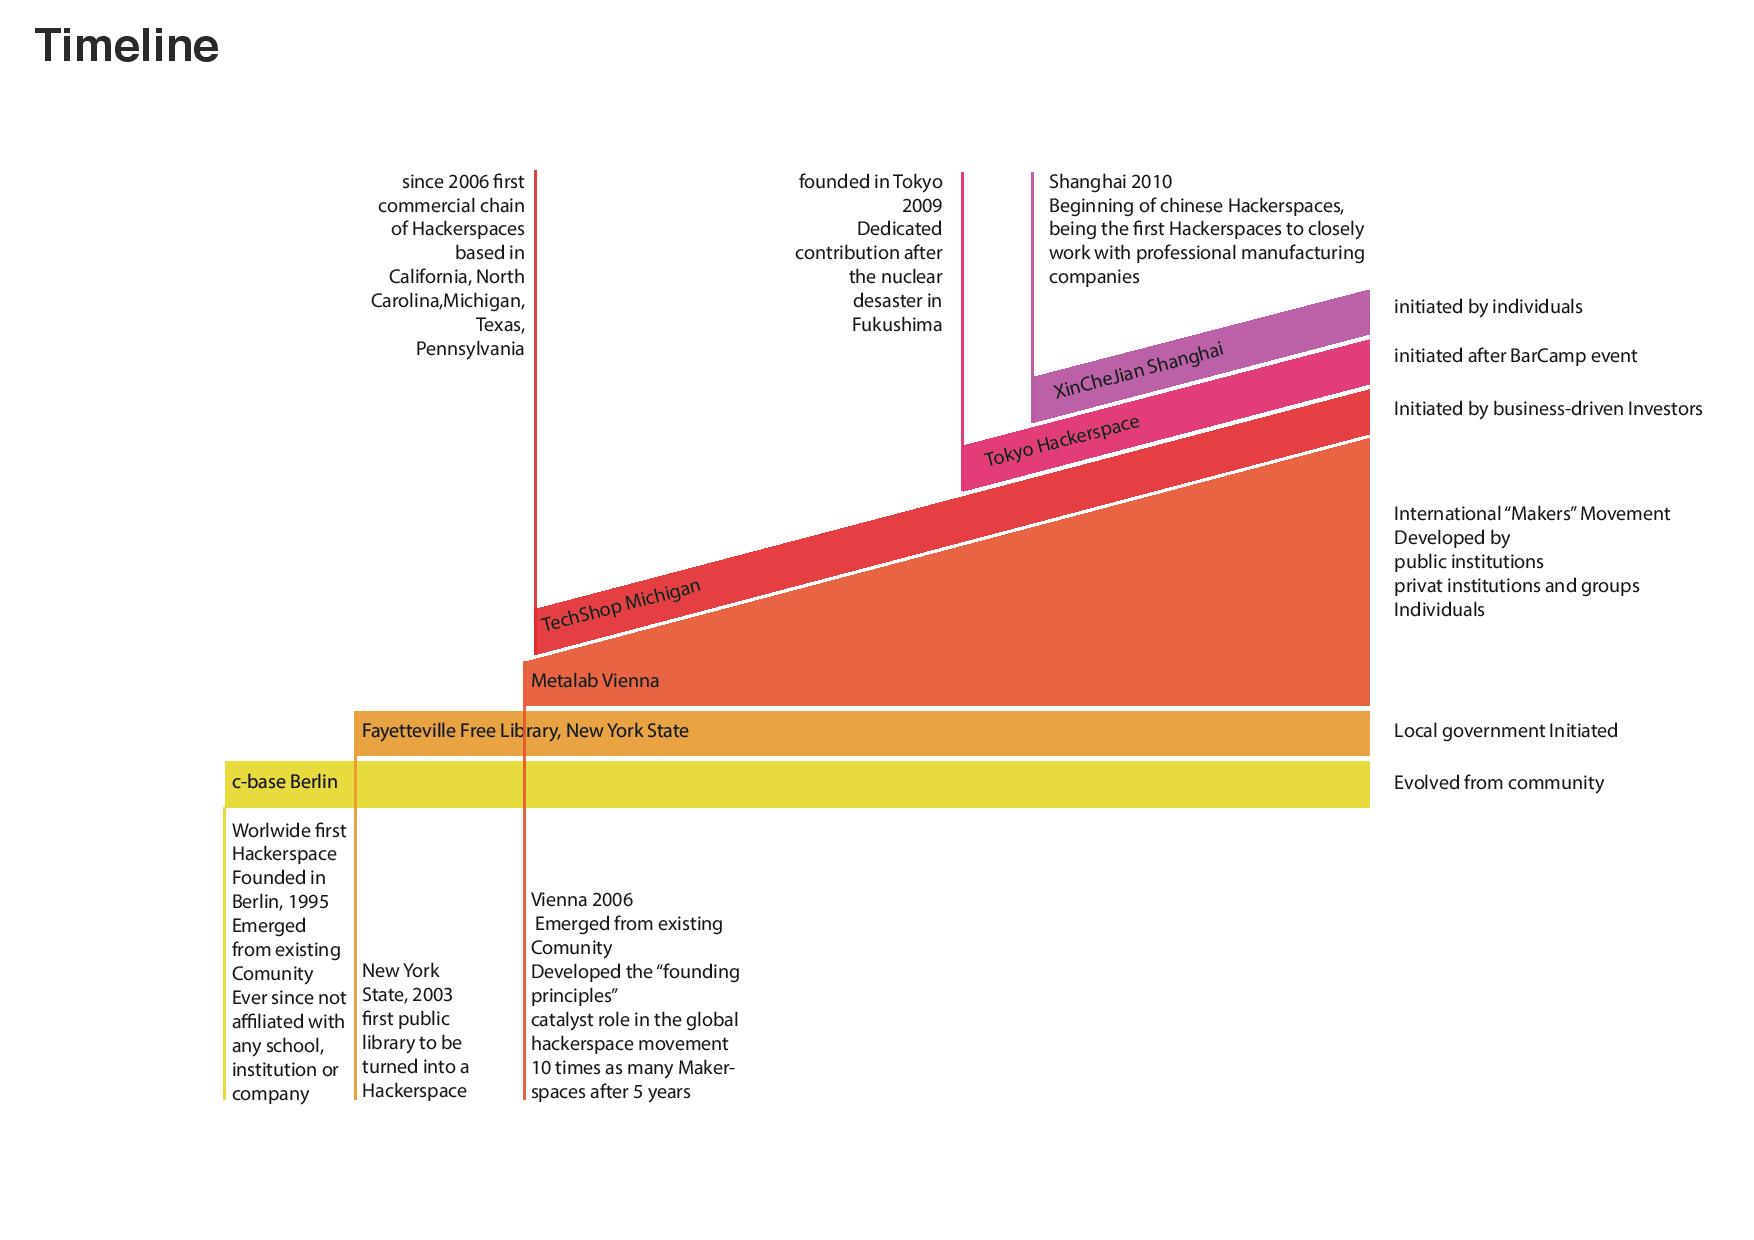 Timeline
since 2006 first
commercial chain
of Hackerspaces
based in
California, North
Carolina,Michigan,
Texas,
Pennsylvania
founded in Tokyo
2009
Dedicated
contribution after
the nuclear
desaster in
Fukushima
Shanghai 2010
Beginning of chinese Hackerspaces,
being the first Hackerspaces to closely
work with professional manufacturing
companies
XinCheJian Shanghai
initiated by individuals
Tokyo Hackerspace
initiated after BarCamp event
TechShop Michigan
Initiated by business-driven Investors
Metalab Vienna
International “Makers” Movement
Developed by
public institutions
privat institutions and groups
Individuals
Fayetteville Free Library, New York State
Local government Initiated
c-base Berlin
Evolved from community
Worlwide first
Hackerspace
Founded in
Berlin, 1995
Emerged
from existing
Comunity
Ever since not
affiliated with
any school,
institution or
company
New York
State, 2003
first public
library to be
turned into a
Hackerspace
Vienna 2006
Emerged from existing
Comunity
Developed the “founding
principles”
catalyst role in the global
hackerspace movement
10 times as many Maker-
spaces after 5 years